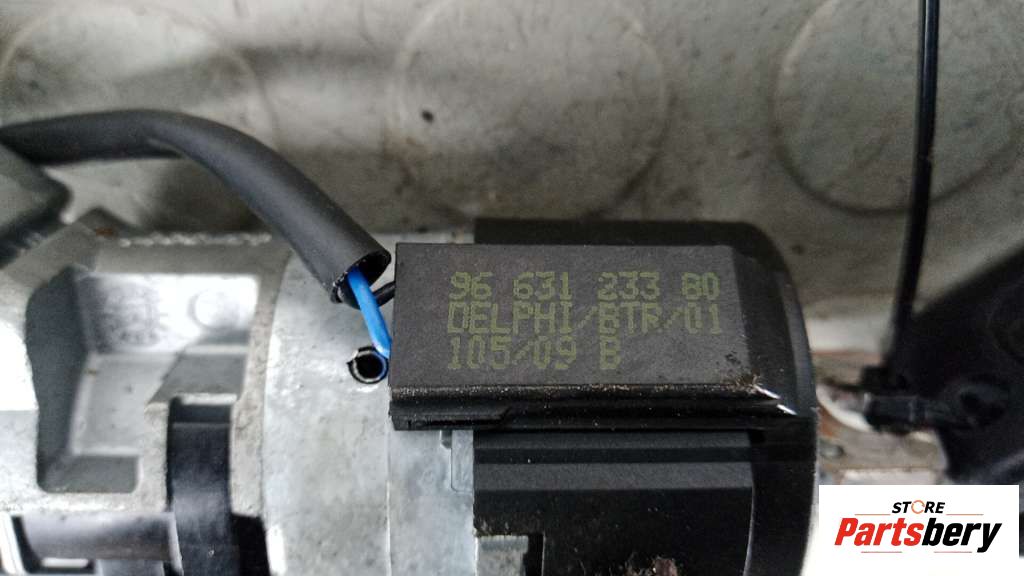 96 631 233 80
DELPHI/BTR/01
105/09 B
STORE
Partsbery